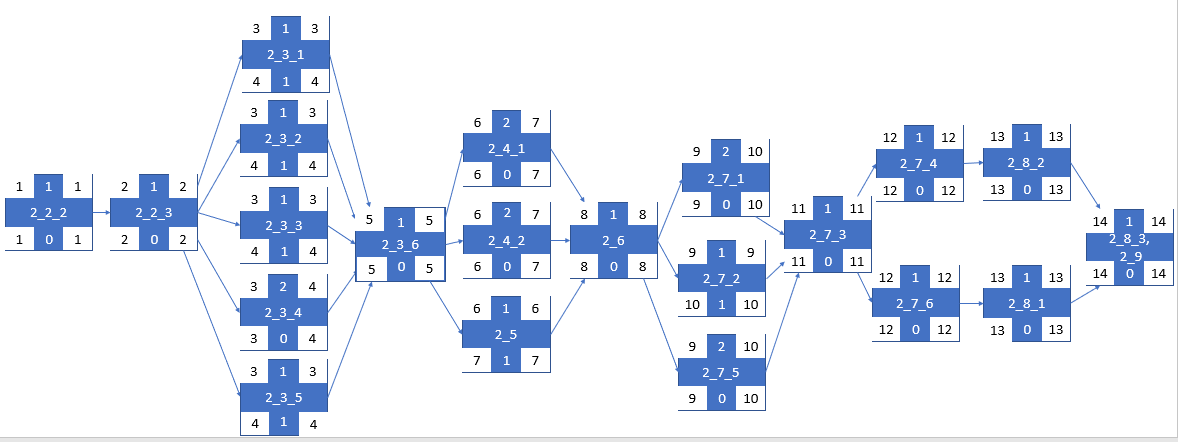 3 1 3
2_3_1
4 1 4
3 1 3
2_3_2
4 1 4
1 1 1
2_2_2
1 0 1
2 1 2
2_2_3
2 0 2
3 1 3
2_3_3
4 1 4
3 2 4
2_3_4
3 0 4
3 1 3
2_3_5
4 1 4
5 1 5
2_3_6
5 0 5
6 2 7
2_4_1
6 0 7
6 2 7
2_4_2
6 0 7
6 1 6
2_5
7 1 7
8 1 8
2_6
8 0 8
9 2 10
2_7_1
9 0 10
9 1 9
2_7_2
10 1 10
9 2 10
2_7_5
9 0 10
11 1 11
2_7_3
11 0 11
12 1 12
2_7_4
12 0 12
12 1 12
2_7_6
12 0 12
13 1 13
2_8_2
13 0 13
13 1 13
2_8_1
13 0 13
14 1 14
2_8_3,
2_9
14 0 14